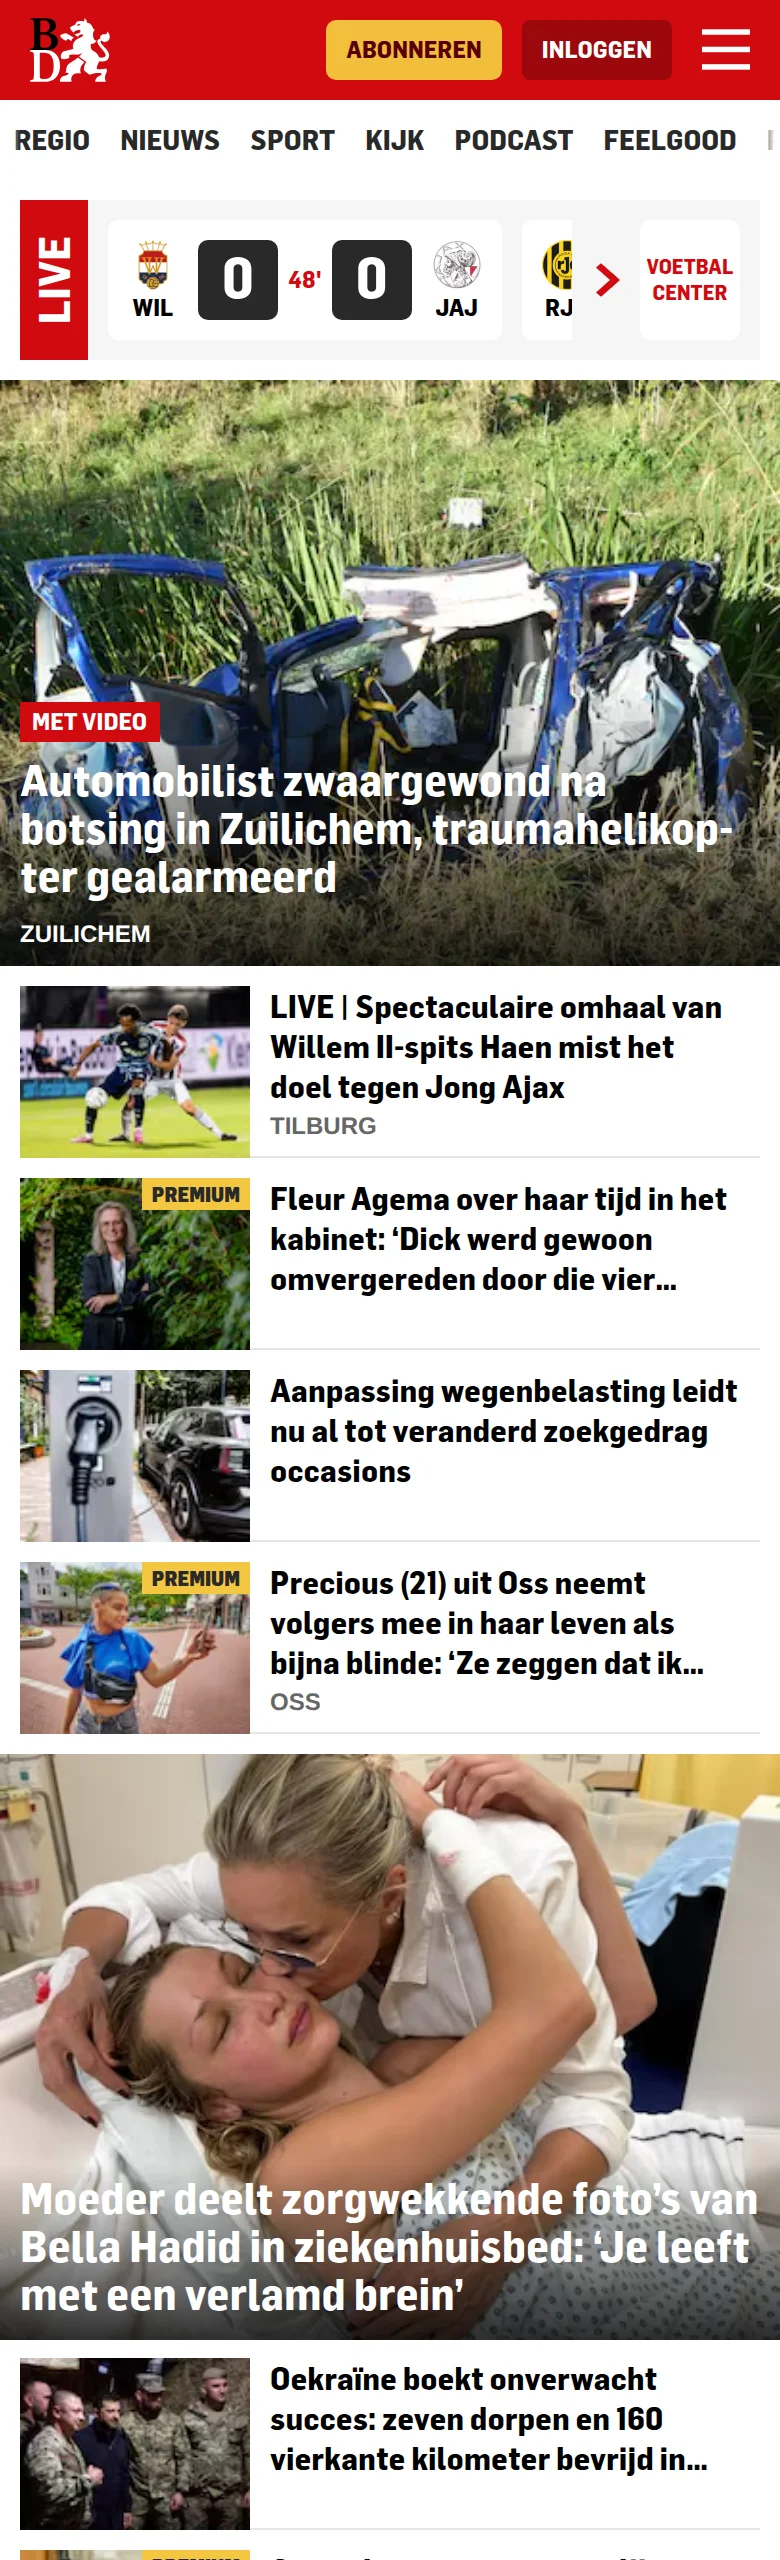 BD
ABONNEREN
INLOGGEN
REGIO NIEUWS SPORT KIJK PODCAST FEELGOOD
LIVE
WIL
0
48'
0
JAJ
RJ
VOETBAL
CENTER
MET VIDEO
Automobilist zwaargewond na
botsing in Zuilichem, traumahelikop-
ter gealarmeerd
ZUILICHEM
LIVE | Spectaculaire omhaal van
Willem II-spits Haen mist het
doel tegen Jong Ajax
TILBURG
PREMIUM
Fleur Agema over haar tijd in het
kabinet: ‘Dick werd gewoon
omvergereden door die vier...
Aanpassing wegenbelasting leidt
nu al tot veranderd zoekgedrag
occasions
PREMIUM
Precious (21) uit Oss neemt
volgers mee in haar leven als
bijna blinde: ‘Ze zeggen dat ik...
OSS
Moeder deelt zorgwekkende foto’s van
Bella Hadid in ziekenhuisbed: ‘Je leeft
met een verlamd brein’
Oekraïne boekt onverwacht
succes: zeven dorpen en 160
vierkante kilometer bevrijd in...